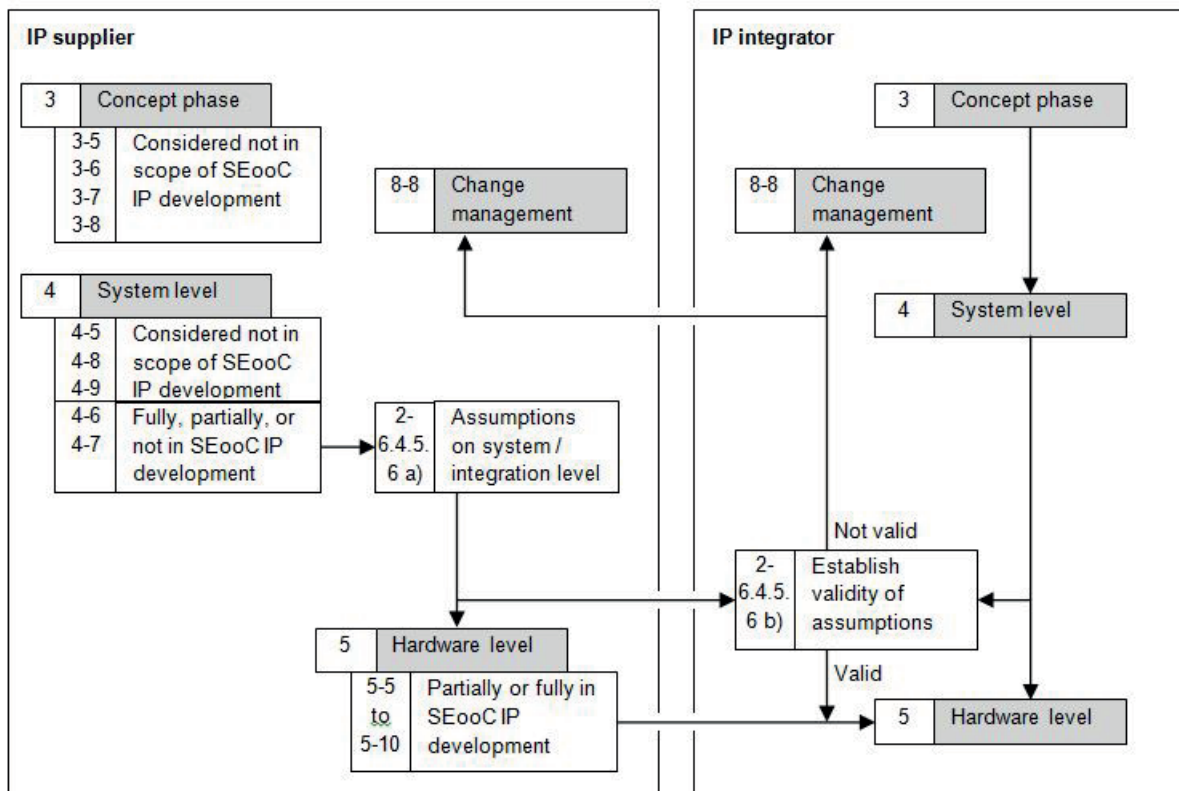 IP supplier
3 Concept phase
3-5 Considered not in
3-6 scope of SEooC
3-7 IP development
3-8
8-8 Change
management
4 System level
4-5 Considered not in
4-8 scope of SEooC
4-9 IP development
4-6 Fully, partially, or
4-7 not in SEooC IP
development
2- Assumptions
6.4.5. on system /
6 a) integration level
5 Hardware level
5-5 Partially or fully in
to SEooC IP
5-10 development
IP integrator
3 Concept phase
8-8 Change
management
4 System level
Not valid
2- Establish
6.4.5. validity of
6 b) assumptions
Valid
5 Hardware level